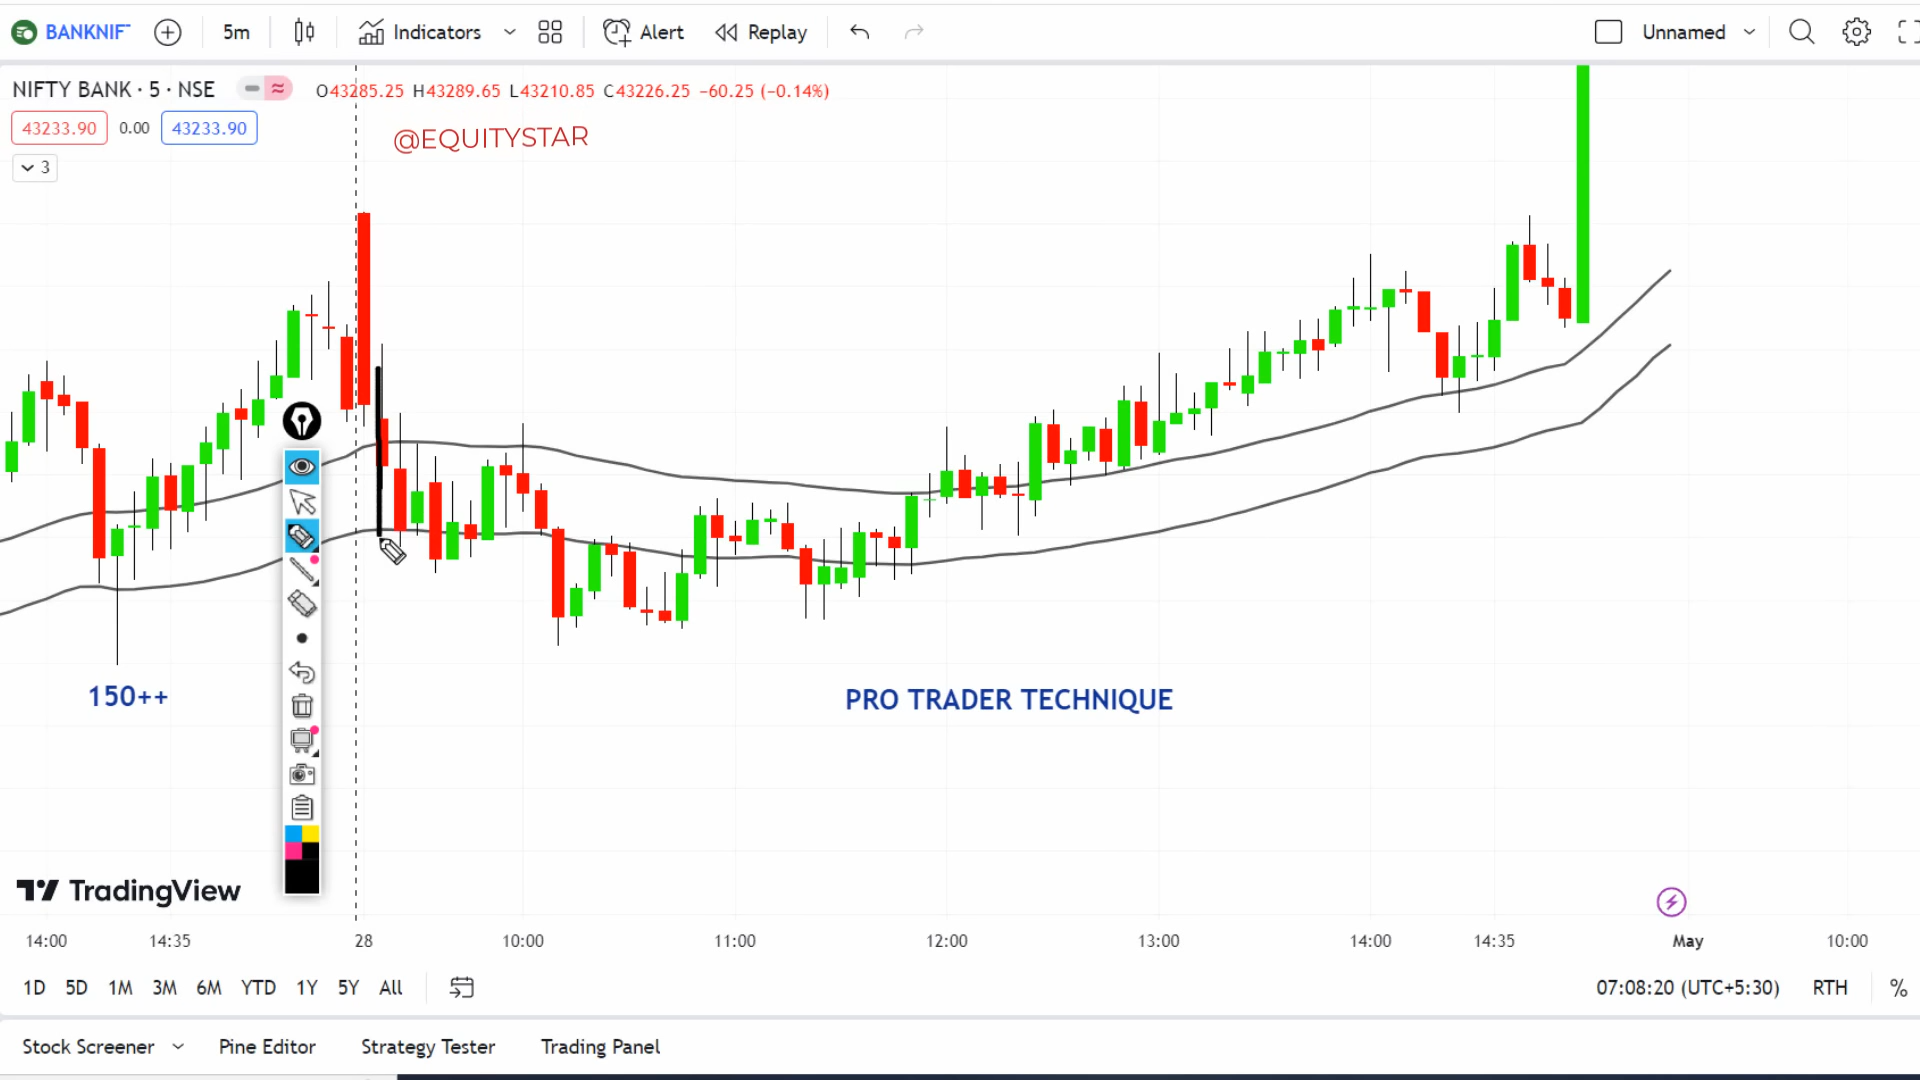 BANKNIFT
5m
Indicators
Alert
Replay
Unnamed
NIFTY BANK · 5 · NSE
O43285.25 H43289.65 L43210.85 C43226.25 −60.25 (−0.14%)
43233.90
0.00
43233.90
@EQUITYSTAR
3
150++
PRO TRADER TECHNIQUE
TradingView
14:00
14:35
28
10:00
11:00
12:00
13:00
14:00
14:35
May
10:00
1D 5D 1M 3M 6M YTD 1Y 5Y All
07:08:20 (UTC+5:30)
RTH
%
Stock Screener
Pine Editor
Strategy Tester
Trading Panel